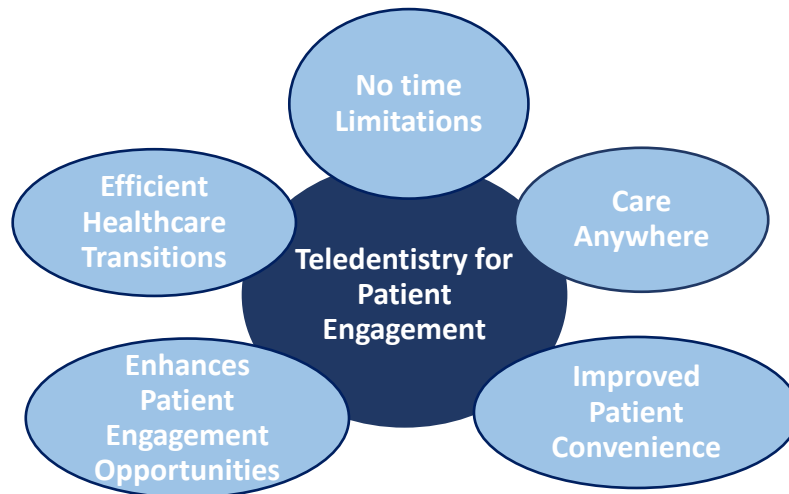 No time
Limitations
Efficient
Healthcare
Transitions
Care
Anywhere
Teledentistry for
Patient
Engagement
Enhances
Patient
Engagement
Opportunities
Improved
Patient
Convenience